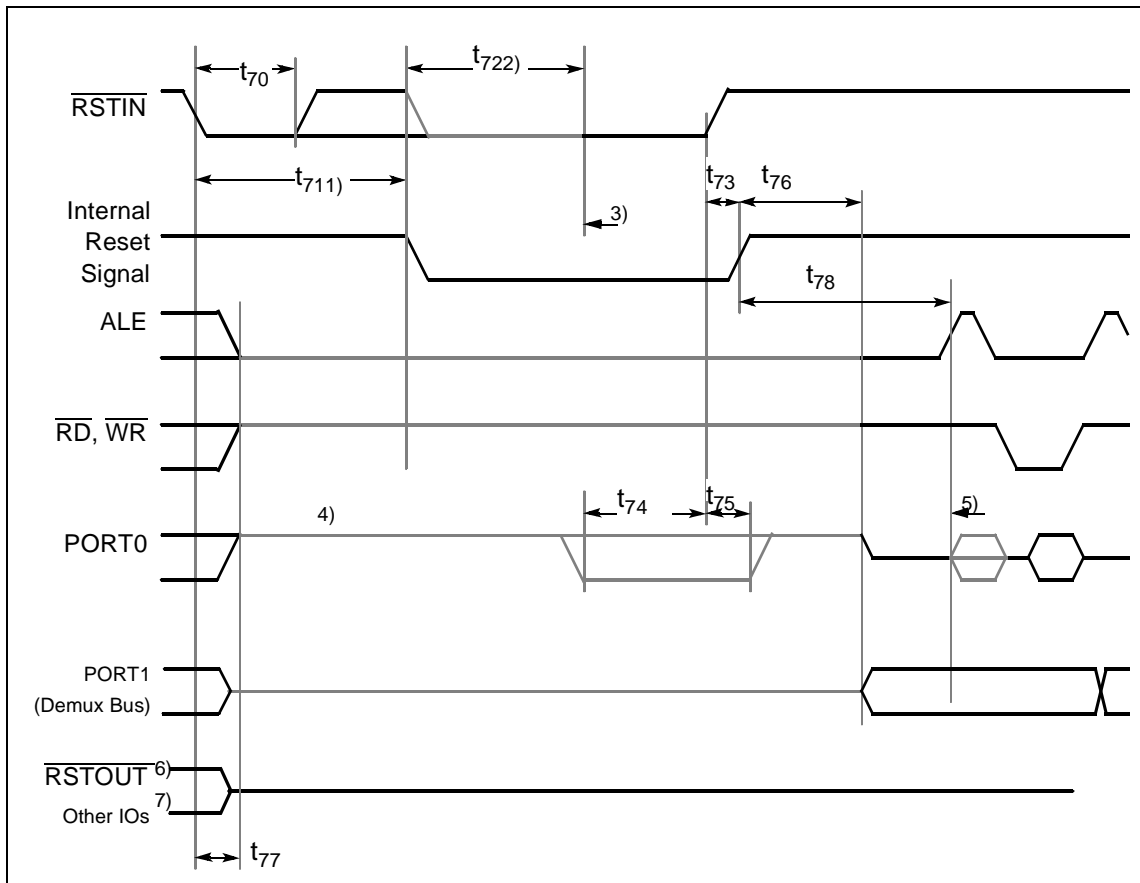 t70
t722)
RSTIN
t711)
t73
t76
Internal
Reset
Signal
3)
t78
ALE
RD, WR
4)
t74
t75
5)
PORT0
PORT1
(Demux Bus)
RSTOUT 6)
Other IOs 7)
t77